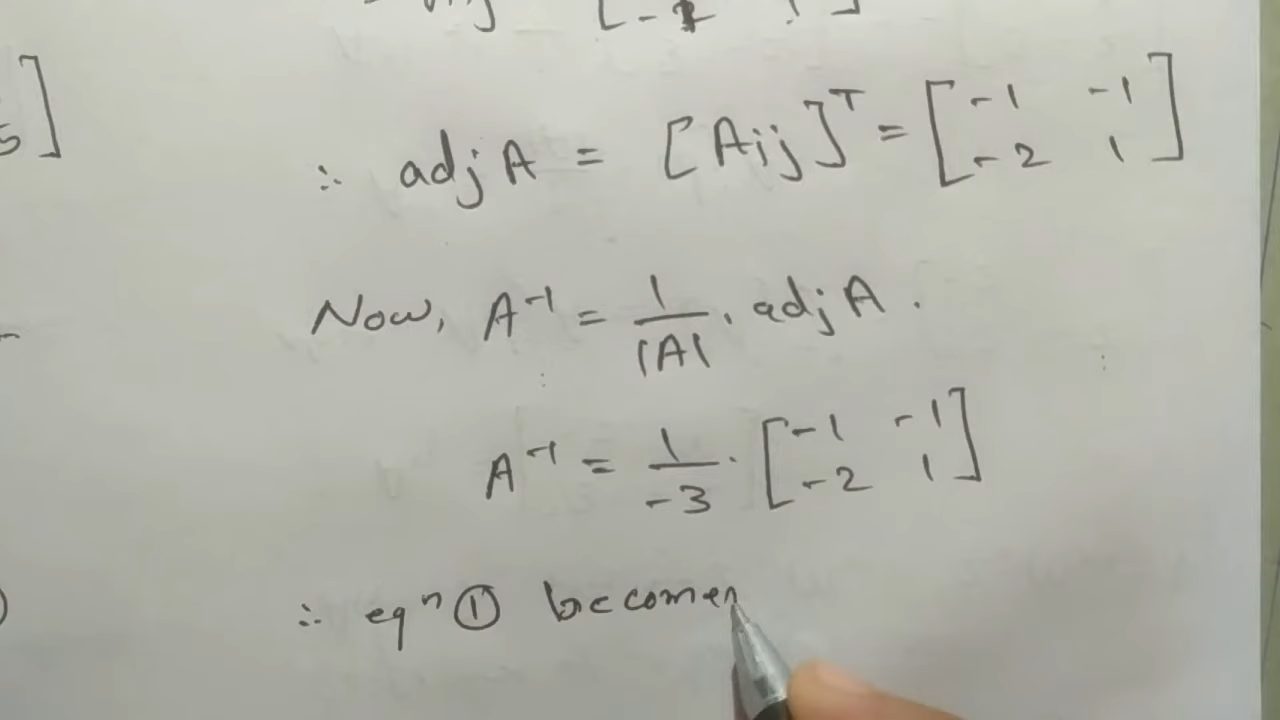 5]
∴ adj A = [Aij]ᵀ = [-1 -1
-2 1]
Now, A⁻¹ = 1/|A| . adj A .
A⁻¹ = 1/-3 . [-1 -1
-2 1]
∴ eqⁿ ① becomes